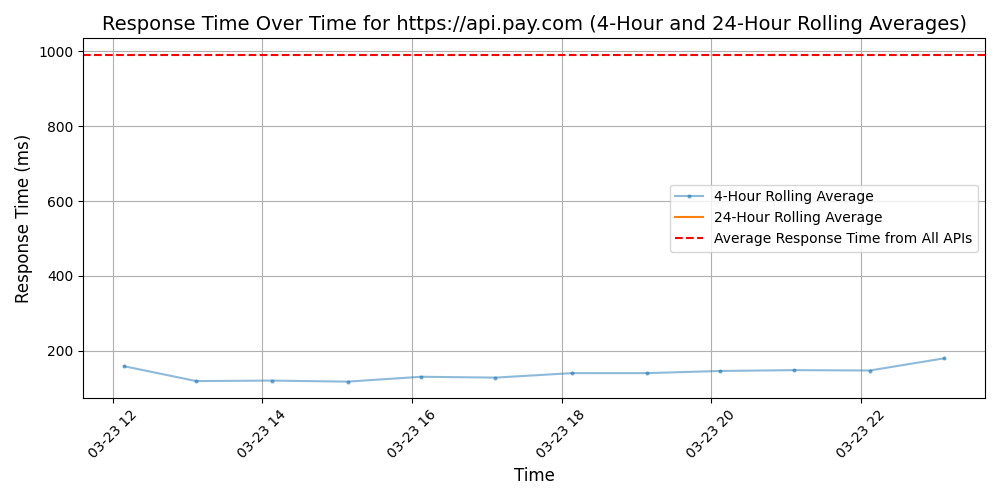 Response Time Over Time for https://api.pay.com (4-Hour and 24-Hour Rolling Averages)
Response Time (ms)
1000
800
600
400
200
4-Hour Rolling Average
24-Hour Rolling Average
Average Response Time from All APIs
03-23 12
03-23 14
03-23 16
03-23 18
03-23 20
03-23 22
Time